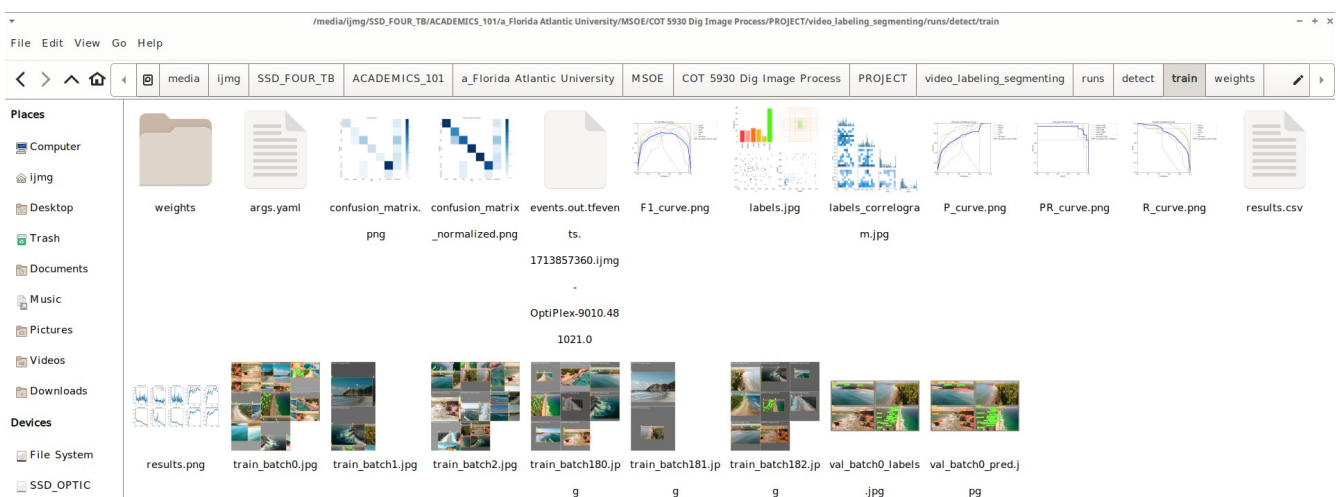 /media/ijmg/SSD_FOUR_TB/ACADEMICS_101/a_Florida Atlantic University/MSOE/COT 5930 Dig Image Process/PROJECT/video_labeling_segmenting/runs/detect/train
File Edit View Go Help
media ijmg SSD_FOUR_TB ACADEMICS_101 a_Florida Atlantic University MSOE COT 5930 Dig Image Process PROJECT video_labeling_segmenting runs detect train weights
Places
Computer
ijmg
Desktop
Trash
Documents
Music
Pictures
Videos
Downloads
Devices
File System
SSD_OPTIC
weights
args.yaml
confusion_matrix.
png
confusion_matrix
_normalized.png
events.out.tfeven
ts.
1713857360.ijmg
-
OptiPlex-9010.48
1021.0
F1_curve.png
labels.jpg
labels_correlogra
m.jpg
P_curve.png
PR_curve.png
R_curve.png
results.csv
results.png
train_batch0.jpg
train_batch1.jpg
train_batch2.jpg
train_batch180.jp
g
train_batch181.jp
g
train_batch182.jp
g
val_batch0_labels
.jpg
val_batch0_pred.j
pg